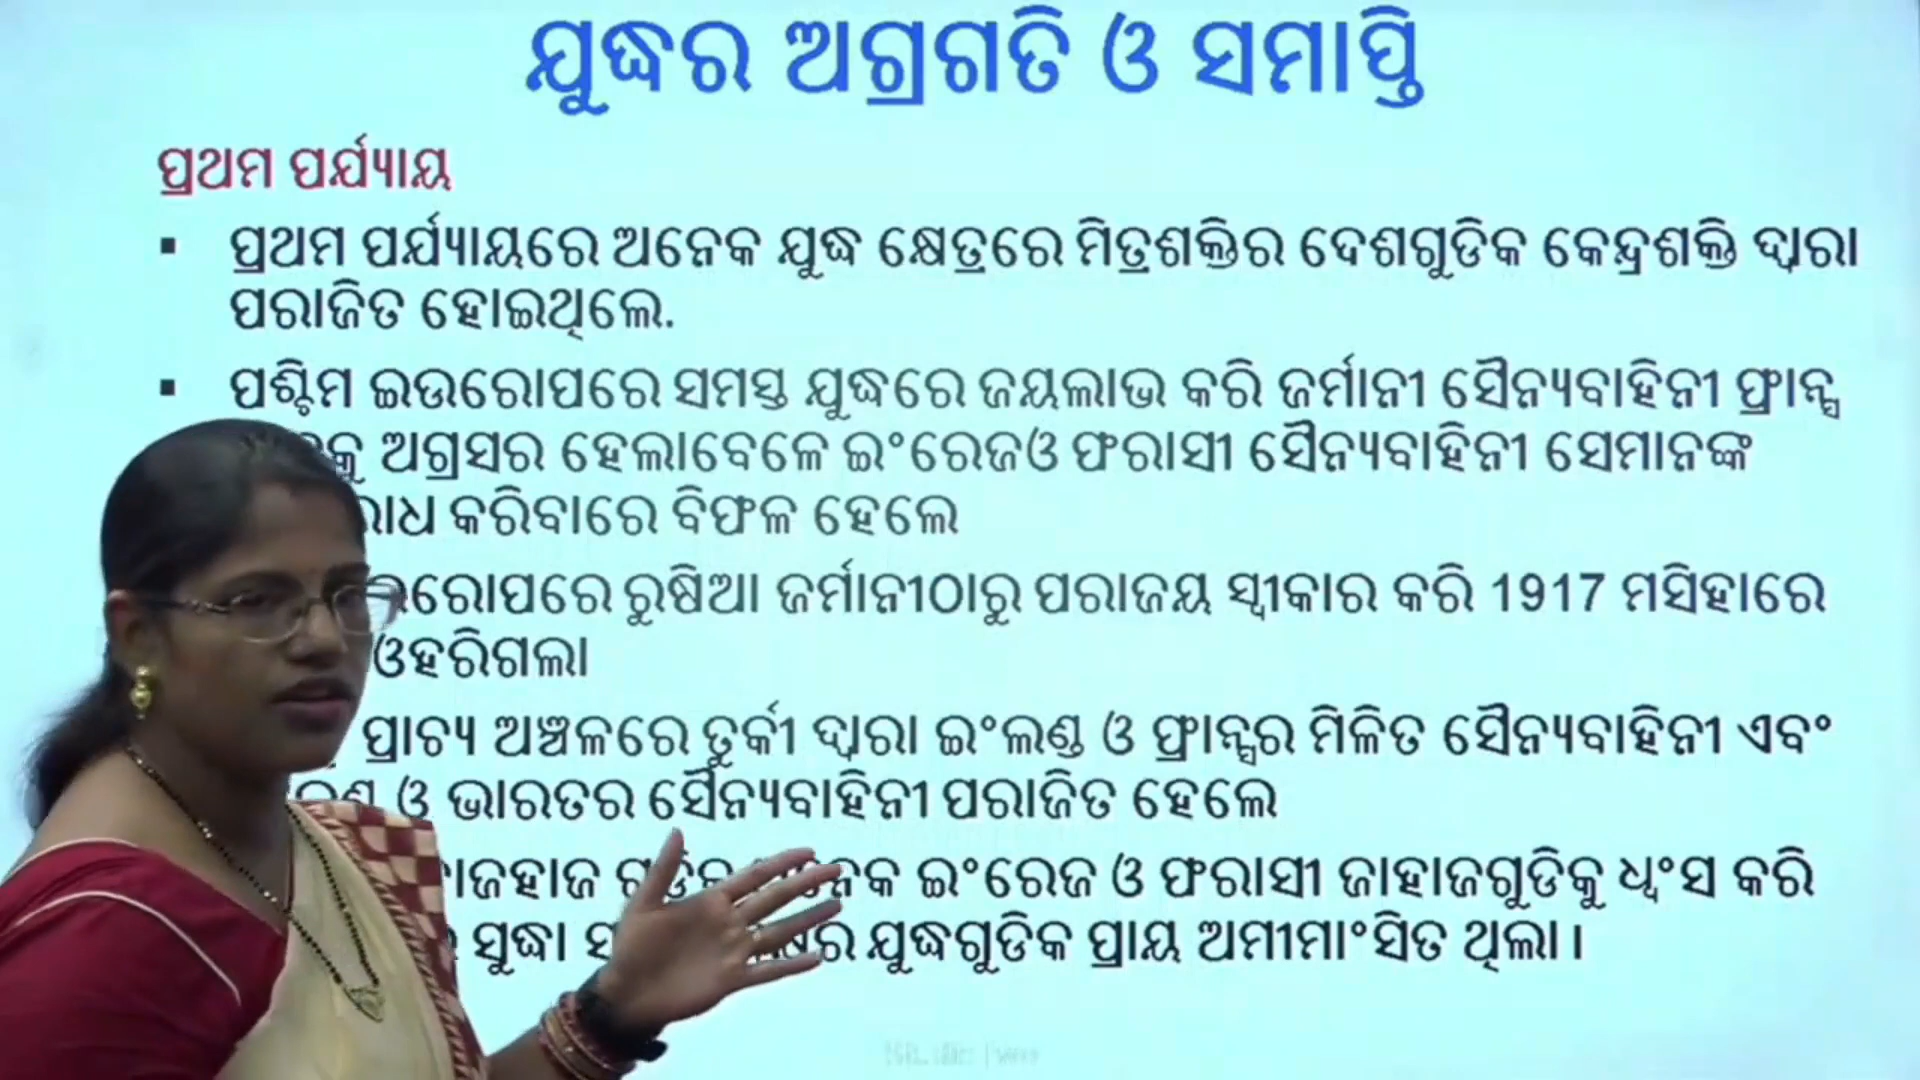 ଯୁଦ୍ଧର ଅଗ୍ରଗତି ଓ ସମାପ୍ତି
ପ୍ରଥମ ପର୍ଯ୍ୟାୟ
▪ ପ୍ରଥମ ପର୍ଯ୍ୟାୟରେ ଅନେକ ଯୁଦ୍ଧ କ୍ଷେତ୍ରରେ ମିତ୍ରଶକ୍ତିର ଦେଶଗୁଡିକ କେନ୍ଦ୍ରଶକ୍ତି ଦ୍ୱାରା
ପରାଜିତ ହୋଇଥିଲେ.
▪ ପଶ୍ଚିମ ଇଉରୋପରେ ସମସ୍ତ ଯୁଦ୍ଧରେ ଜୟଲାଭ କରି ଜର୍ମାନୀ ସୈନ୍ୟବାହିନୀ ଫ୍ରାନ୍ସ
ଅଗ୍ରସର ହେଲାବେଳେ ଇଂରେଜଓ ଫରାସୀ ସୈନ୍ୟବାହିନୀ ସେମାନଙ୍କ
କରିବାରେ ବିଫଳ ହେଲେ
ରୁଷିଆ ଜର୍ମାନୀଠାରୁ ପରାଜୟ ସ୍ୱୀକାର କରି 1917 ମସିହାରେ
ଓହରିଗଲା
ପ୍ରାଚ୍ୟ ଅଞ୍ଚଳରେ ତୁର୍କୀ ଦ୍ୱାରା ଇଂଲଣ୍ଡ ଓ ଫ୍ରାନ୍ସର ମିଳିତ ସୈନ୍ୟବାହିନୀ ଏବଂ
ଓ ଭାରତର ସୈନ୍ୟବାହିନୀ ପରାଜିତ ହେଲେ
ଇଂରେଜ ଓ ଫରାସୀ ଜାହାଜଗୁଡିକୁ ଧ୍ୱଂସ କରି
ସୁଦ୍ଧା ଯୁଦ୍ଧଗୁଡିକ ପ୍ରାୟ ଅମୀମାଂସିତ ଥିଲା।